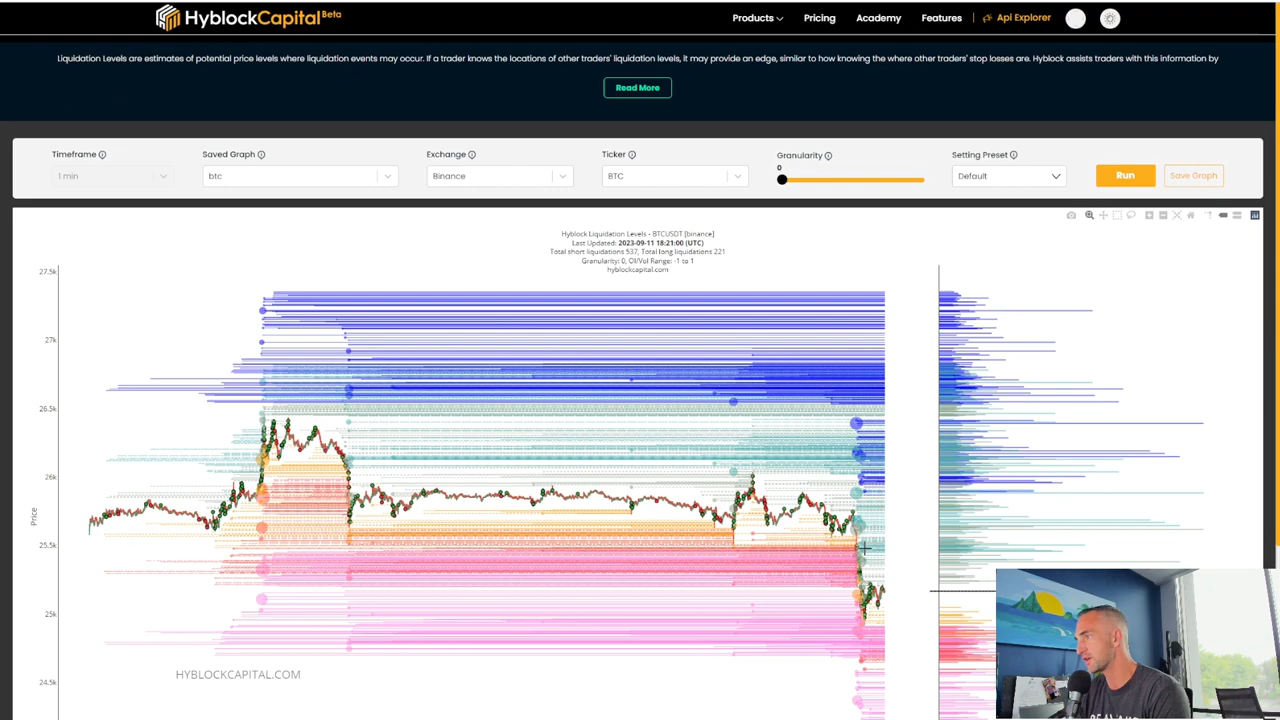 HyblockCapital Beta
Products Pricing Academy Features Api Explorer
Liquidation Levels are estimates of potential price levels where liquidation events may occur. If a trader knows the locations of other traders' liquidation levels, it may provide an edge, similar to how knowing the where other traders' stop losses are. Hyblock assists traders with this information by
Read More
Timeframe Saved Graph Exchange Ticker Granularity Setting Preset
0
1 min btc Binance BTC Default Run Save Graph
Hyblock Liquidation Levels - BTCUSDT [binance]
Last Updated: 2023-09-11 18:21:00 (UTC)
Total short liquidations 537, Total long liquidations 221
Granularity: 0, OI/Vol Range: -1 to 1
hyblockcapital.com
27.5k
27k
26.5k
26k
25.5k
25k
24.5k
Price
HYBLOCKCAPITAL.COM